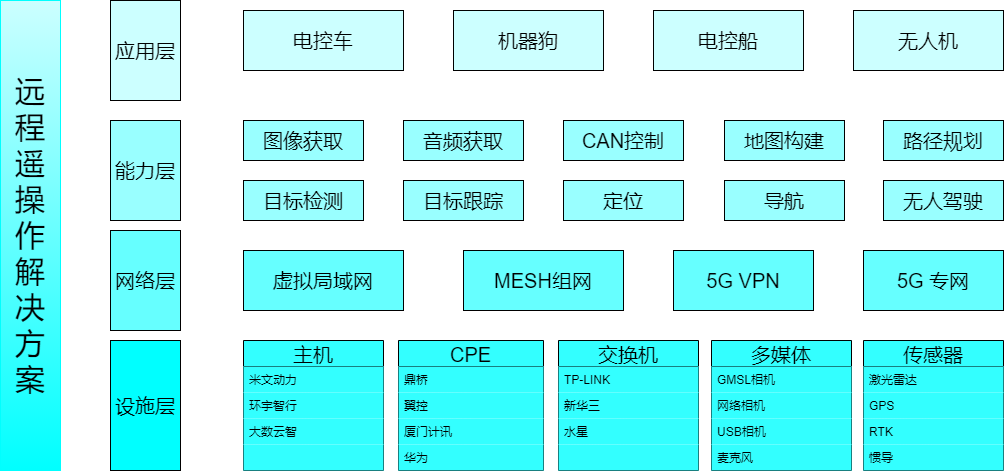 远程遥操作解决方案
应用层
电控车
机器狗
电控船
无人机
能力层
图像获取
音频获取
CAN控制
地图构建
路径规划
目标检测
目标跟踪
定位
导航
无人驾驶
网络层
虚拟局域网
MESH组网
5G VPN
5G 专网
设施层
主机
米文动力
环宇智行
大数云智
CPE
鼎桥
翼控
厦门计讯
华为
交换机
TP-LINK
新华三
水星
多媒体
GMSL相机
网络相机
USB相机
麦克风
传感器
激光雷达
GPS
RTK
惯导